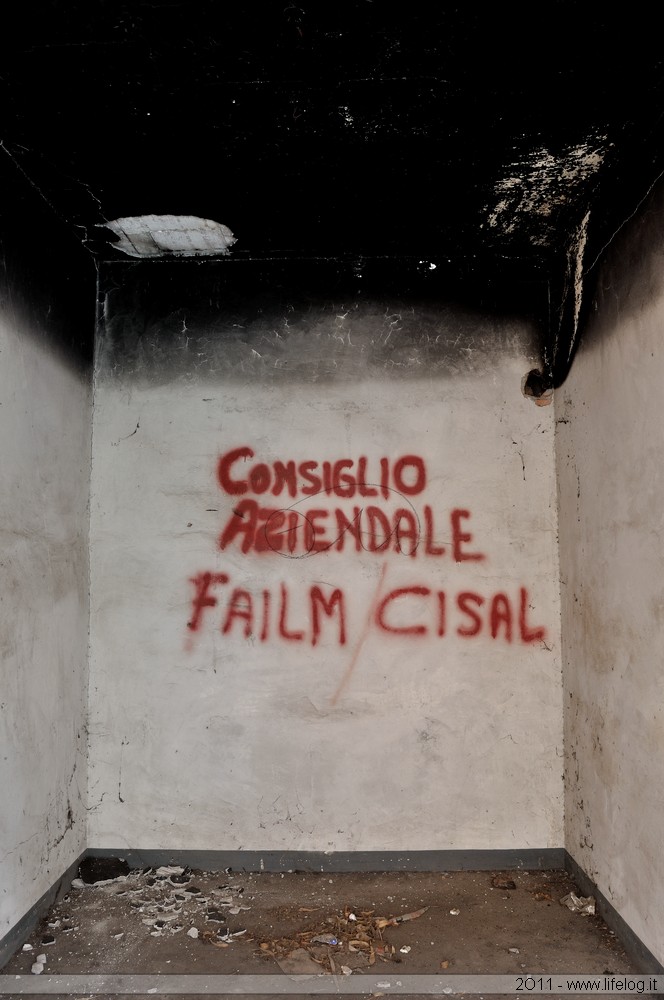 CONSIGLIO
AZIENDALE
FAILM / CISAL
2011 - www.lifelog.it